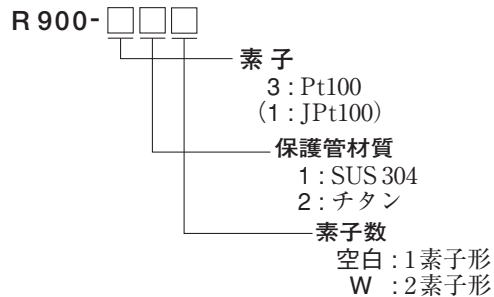 R 900-□□□
素 子
3 : Pt100
(1 : JPt100)
保護管材質
1 : SUS 304
2 : チタン
素子数
空白 : 1素子形
W : 2素子形